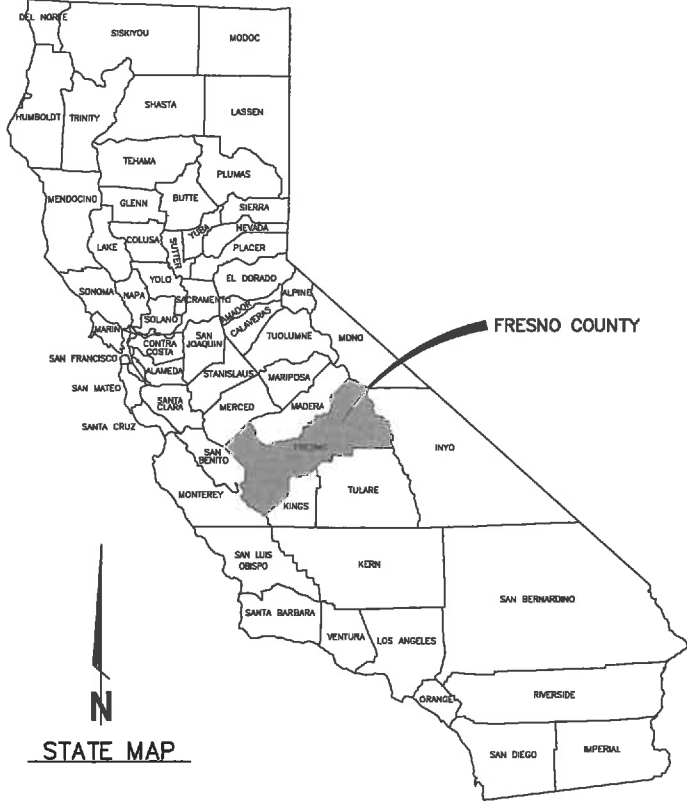 DEL NORTE
SISKIYOU
MODOC
HUMBOLDT
TRINITY
SHASTA
LASSEN
TEHAMA
PLUMAS
MENDOCINO
GLENN
BUTTE
SIERRA
NEVADA
YUBA
PLACER
COLUSA
SUTTER
LAKE
YOLO
EL DORADO
SONOMA
NAPA
SACRAMENTO
ALPINE
AMADOR
SOLANO
CALAVERAS
MARIN
CONTRA
COSTA
SAN
JOAQUIN
TUOLUMNE
MONO
FRESNO COUNTY
SAN FRANCISCO
ALAMEDA
STANISLAUS
MARIPOSA
SAN MATEO
SANTA
CLARA
MERCED
MADERA
SANTA CRUZ
FRESNO
INYO
SAN
BENITO
MONTEREY
KINGS
TULARE
SAN LUIS
OBISPO
KERN
SAN BERNARDINO
SANTA BARBARA
VENTURA
LOS ANGELES
ORANGE
RIVERSIDE
N
STATE MAP
SAN DIEGO
IMPERIAL